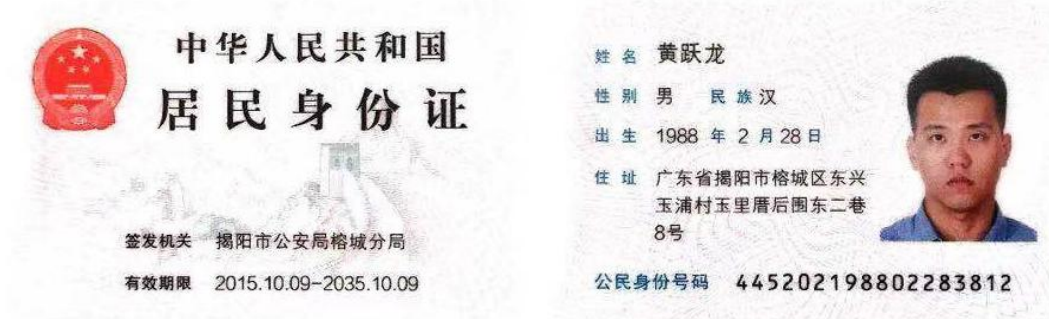 中华人民共和国
居民身份证
签发机关 揭阳市公安局榕城分局
有效期限 2015.10.09-2035.10.09
姓名 黄跃龙
性别 男 民族 汉
出生 1988 年 2 月 28 日
住址 广东省揭阳市榕城区东兴
玉浦村玉里厝后围东二巷
8号
公民身份号码 445202198802283812